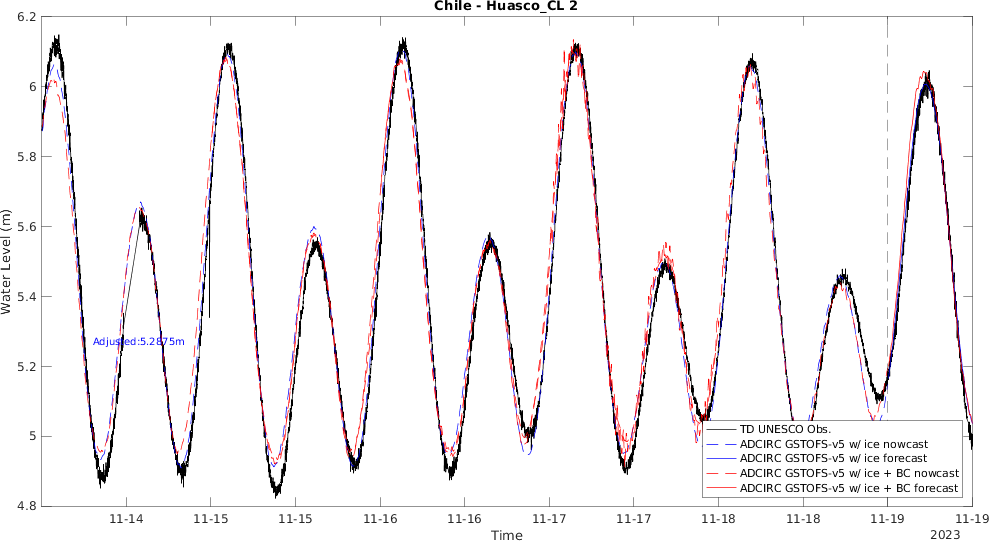 Chile - Huasco_CL 2
6.2
6
5.8
5.6
5.4
5.2
5
4.8
Water Level (m)
Adjusted:5.2875m
TD UNESCO Obs.
ADCIRC GSTOFS-v5 w/ ice nowcast
ADCIRC GSTOFS-v5 w/ ice forecast
ADCIRC GSTOFS-v5 w/ ice + BC nowcast
ADCIRC GSTOFS-v5 w/ ice + BC forecast
11-14 11-15 11-15 11-16 11-16 11-17 11-17 11-18 11-18 11-19 11-19
Time
2023